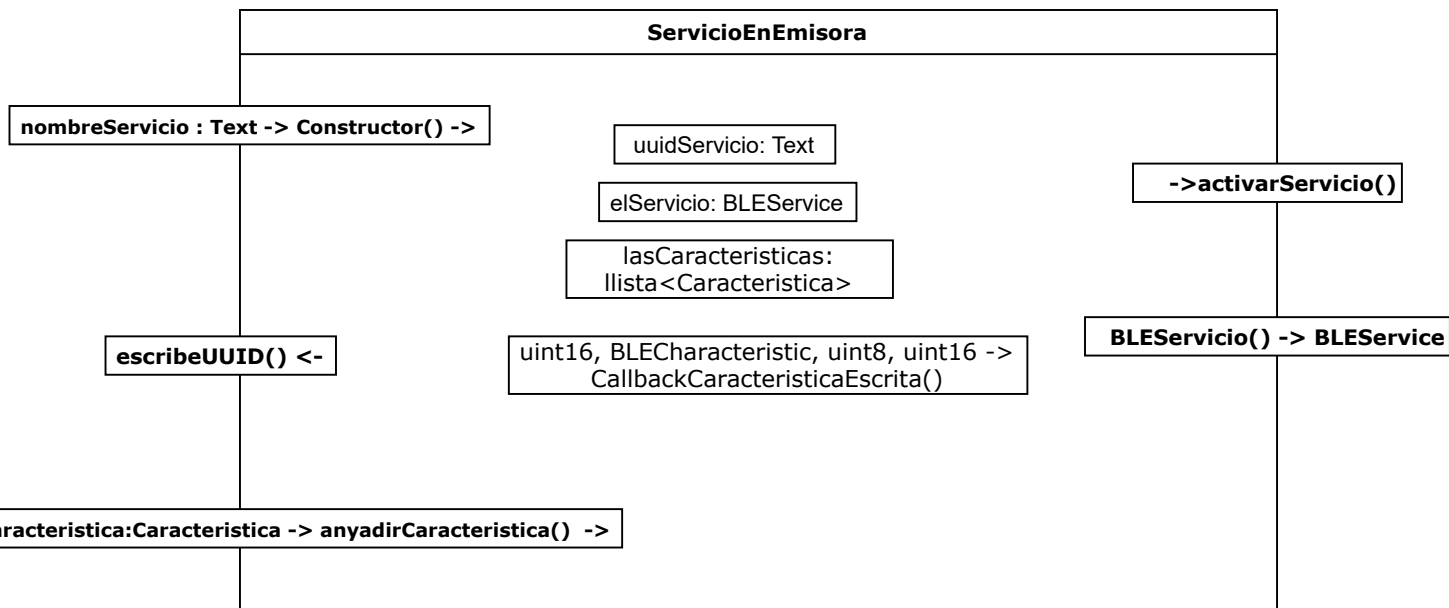 ServicioEnEmisora
nombreServicio : Text -> Constructor() ->
uuidServicio: Text
->activarServicio()
elServicio: BLEService
lasCaracteristicas:
llista<Caracteristica>
BLEServicio() -> BLEService
escribeUUID() <-
uint16, BLECharacteristic, uint8, uint16 ->
CallbackCaracteristicaEscrita()
aracteristica:Caracteristica -> anyadirCaracteristica() ->